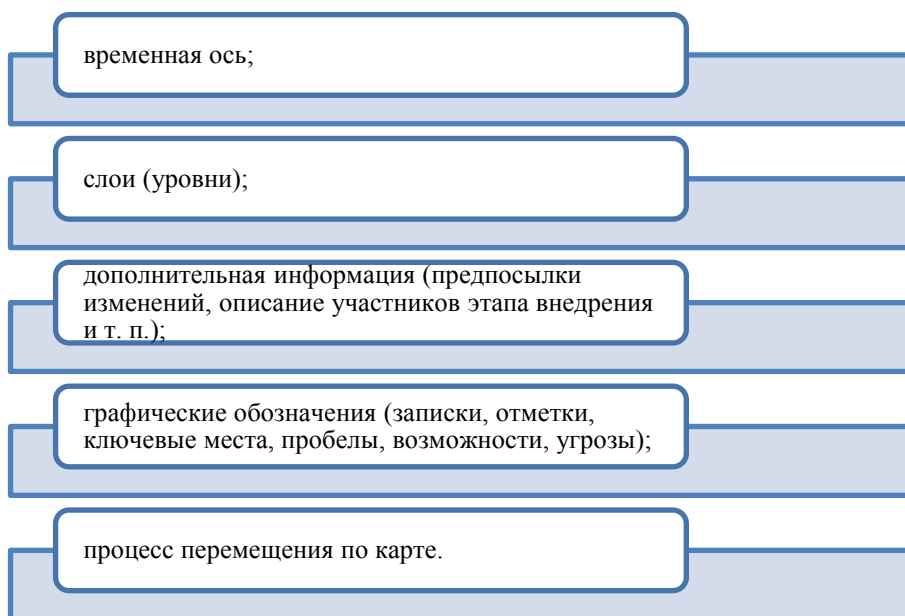 временная ось;
слои (уровни);
дополнительная информация (предпосылки
изменений, описание участников этапа внедрения
и т. п.);
графические обозначения (записки, отметки,
ключевые места, пробелы, возможности, угрозы);
процесс перемещения по карте.